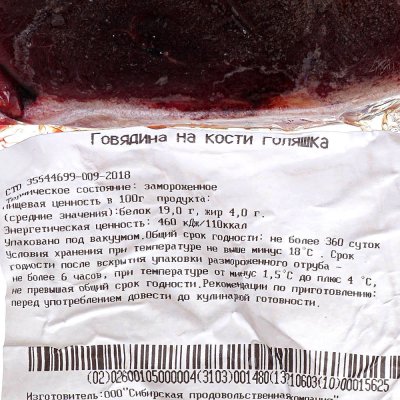 Говядина на кости голяшка
СТО 35544699-009-2018
Термическое состояние: замороженное
Пищевая ценность в 100г продукта:
(средние значения):белок 19,0 г, жир 4,0 г.
Энергетическая ценность: 460 кДж/110ккал
Упаковано под вакуумом.Общий срок годности: не более 360 суток
Условия хранения при температуре не выше минус 18°С . Срок
годности после вскрытия упаковки размороженного отруба –
не более 6 часов, при температуре от минус 1,5°С до плюс 4 °С,
не превышая общий срок годности.Рекомендации по приготовлению:
перед употреблением довести до кулинарной готовности.
(02)02600105000004(3103)001480(13)10603(10)00015625
Изготовитель:ООО"Сибирская продовольственная компания"